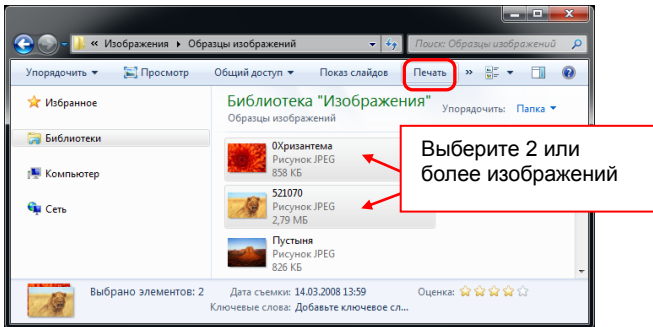 « Изображения ▸ Образцы изображений
Поиск: Образцы изображений
Упорядочить ▼ Просмотр Общий доступ ▼ Показ слайдов Печать »
Избранное
Библиотеки
Компьютер
Сеть
Библиотека "Изображения"
Образцы изображений
Упорядочить: Папка ▼
0Хризантема
Рисунок JPEG
858 КБ
521070
Рисунок JPEG
2,79 МБ
Пустыня
Рисунок JPEG
826 КБ
Выберите 2 или
более изображений
Выбрано элементов: 2 Дата съемки: 14.03.2008 13:59 Оценка:
Ключевые слова: Добавьте ключевое сл...